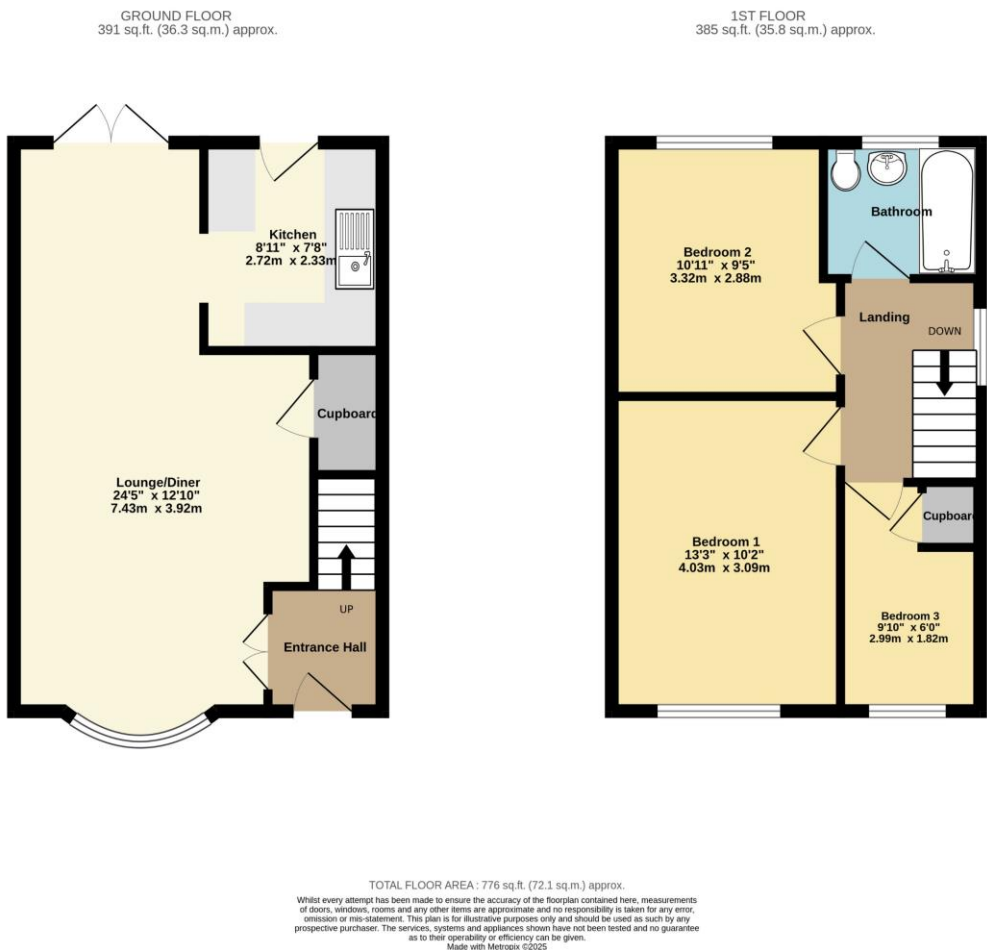 GROUND FLOOR
391 sq.ft. (36.3 sq.m.) approx.
1ST FLOOR
385 sq.ft. (35.8 sq.m.) approx.
Kitchen
8'11" x 7'8"
2.72m x 2.33m
Cupboard
Lounge/Diner
24'5" x 12'10"
7.43m x 3.92m
UP
Entrance Hall
Bathroom
Bedroom 2
10'11" x 9'5"
3.32m x 2.88m
Landing
DOWN
Cupboard
Bedroom 1
13'3" x 10'2"
4.03m x 3.09m
Bedroom 3
9'10" x 6'0"
2.99m x 1.82m
TOTAL FLOOR AREA : 776 sq.ft. (72.1 sq.m.) approx.
Whilst every attempt has been made to ensure the accuracy of the floorplan contained here, measurements
of doors, windows, rooms and any other items are approximate and no responsibility is taken for any error,
omission or mis-statement. This plan is for illustrative purposes only and should be used as such by any
prospective purchaser. The services, systems and appliances shown have not been tested and no guarantee
as to their operability or efficiency can be given.
Made with Metropix ©2025